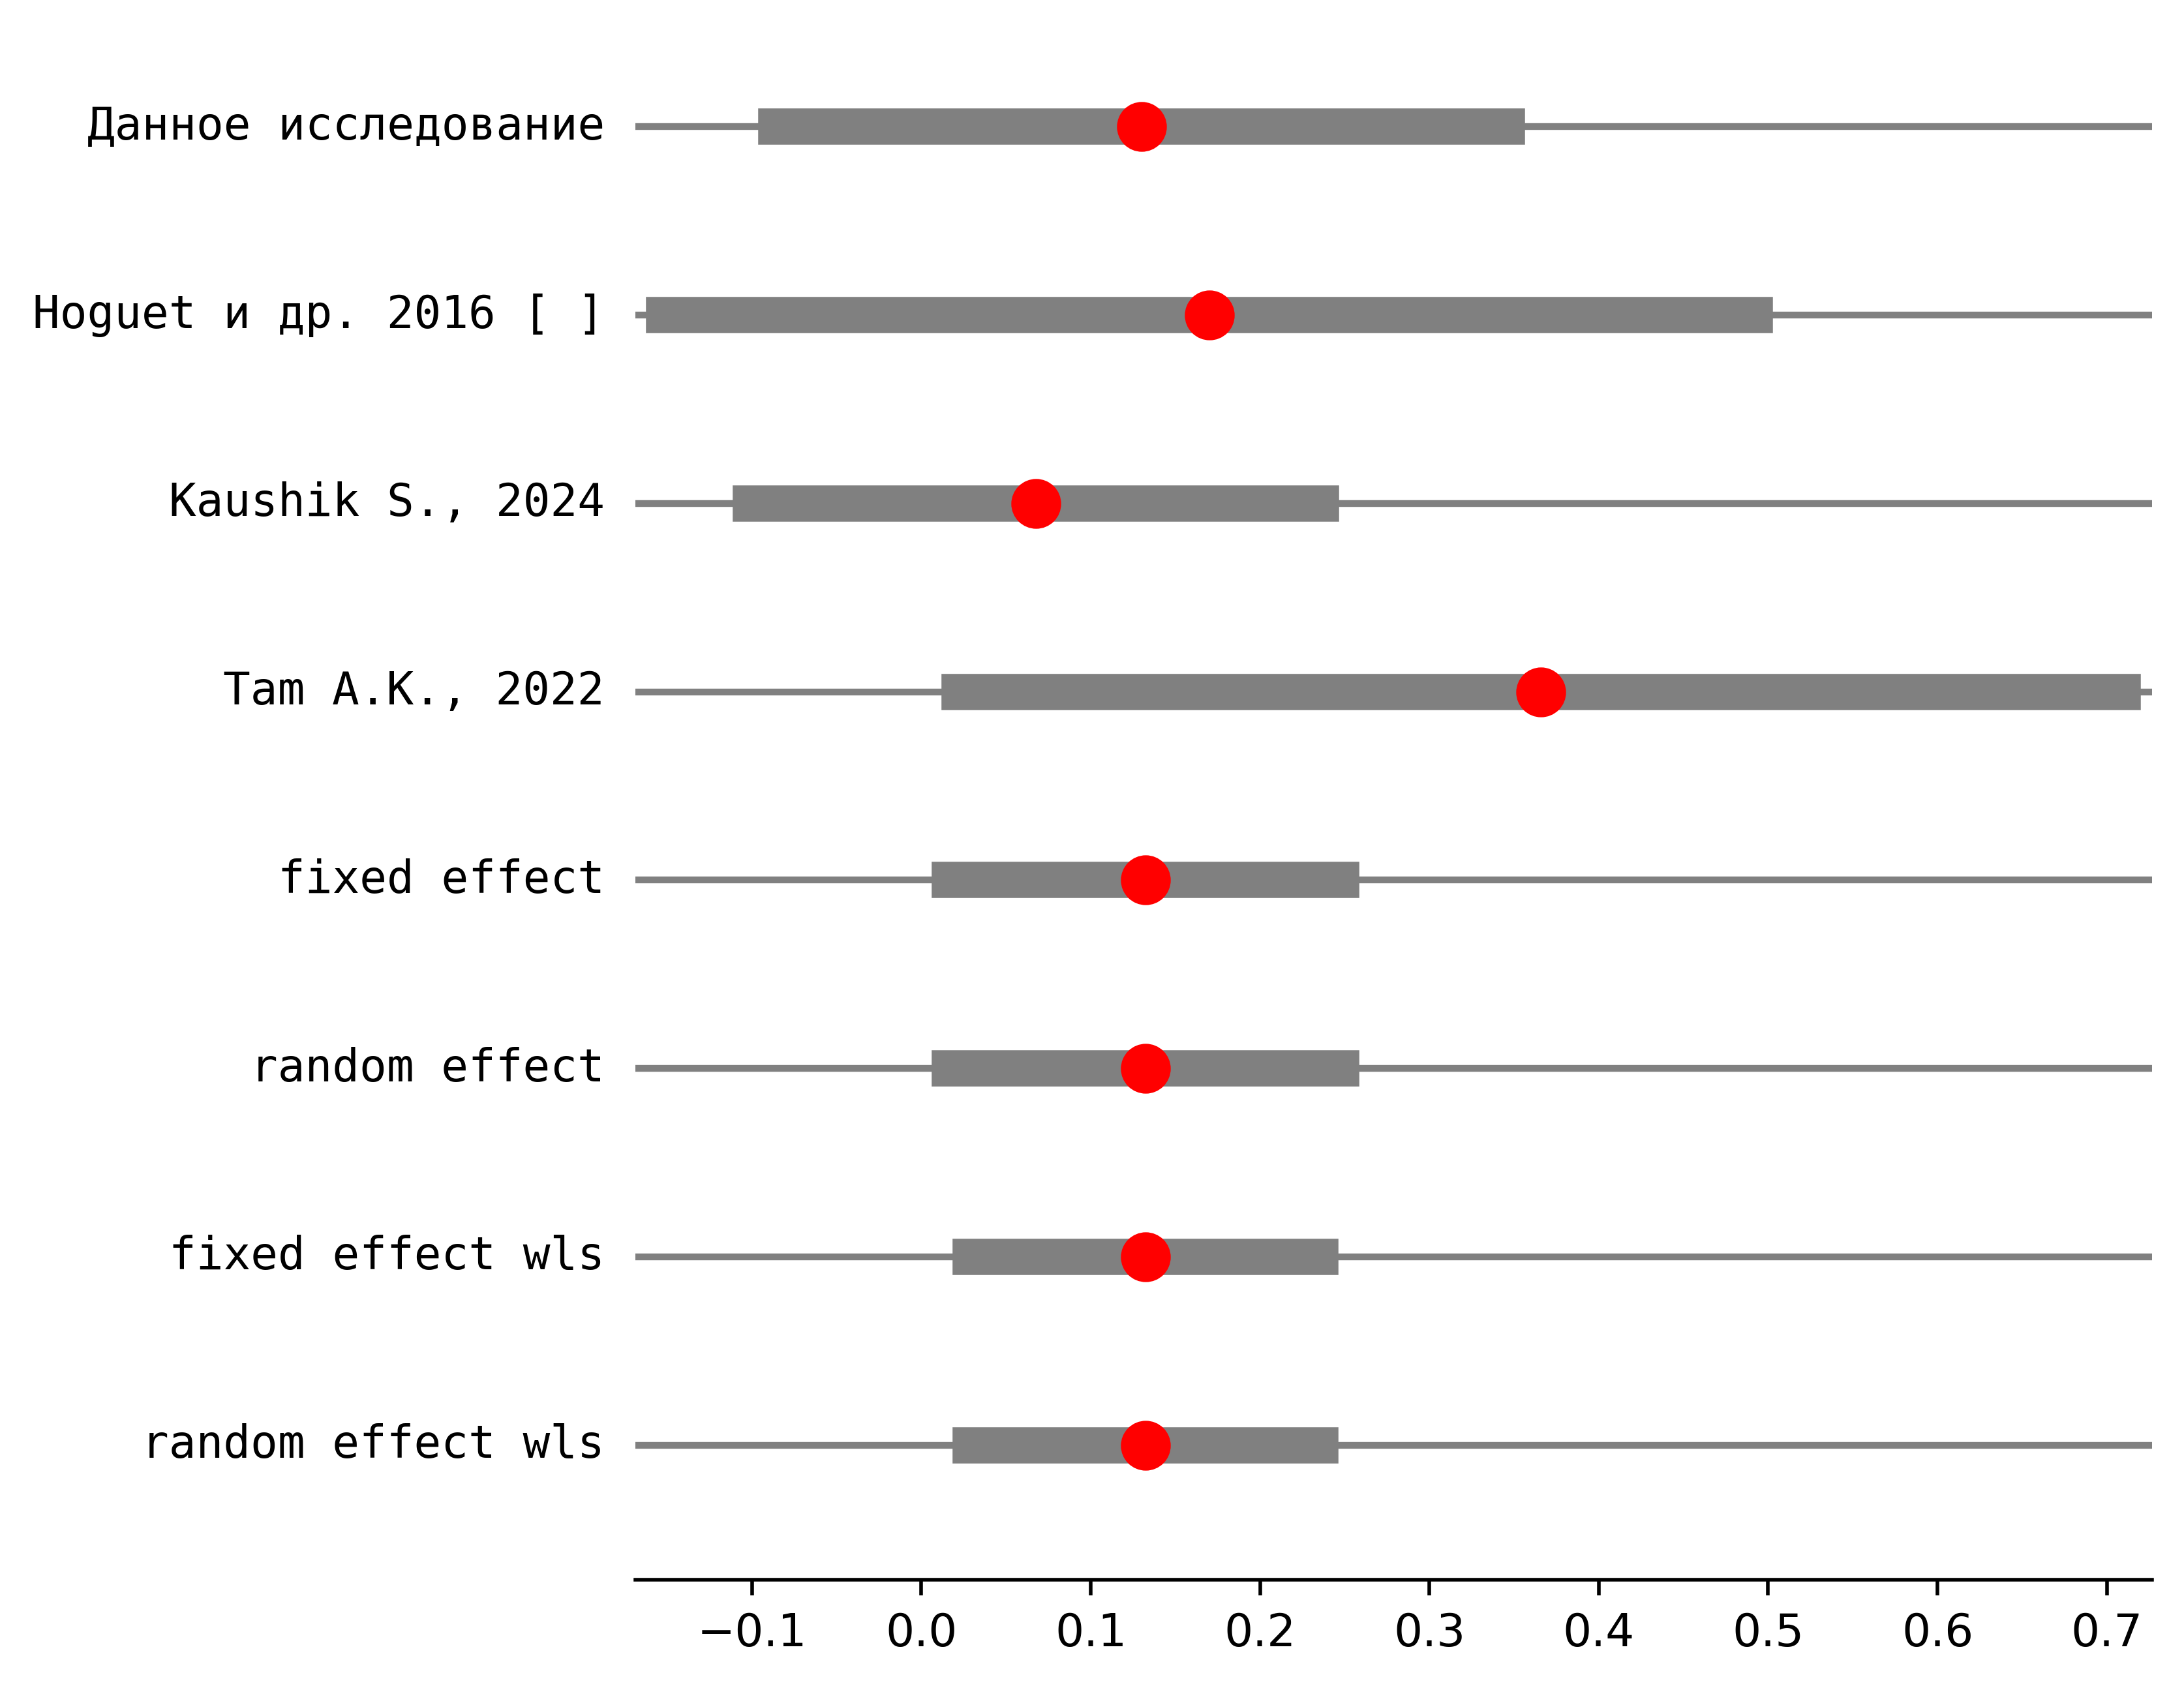 Данное исследование
Hoguet и др. 2016 [ ]
Kaushik S., 2024
Tam A.K., 2022
fixed effect
random effect
fixed effect wls
random effect wls
−0.1 0.0 0.1 0.2 0.3 0.4 0.5 0.6 0.7